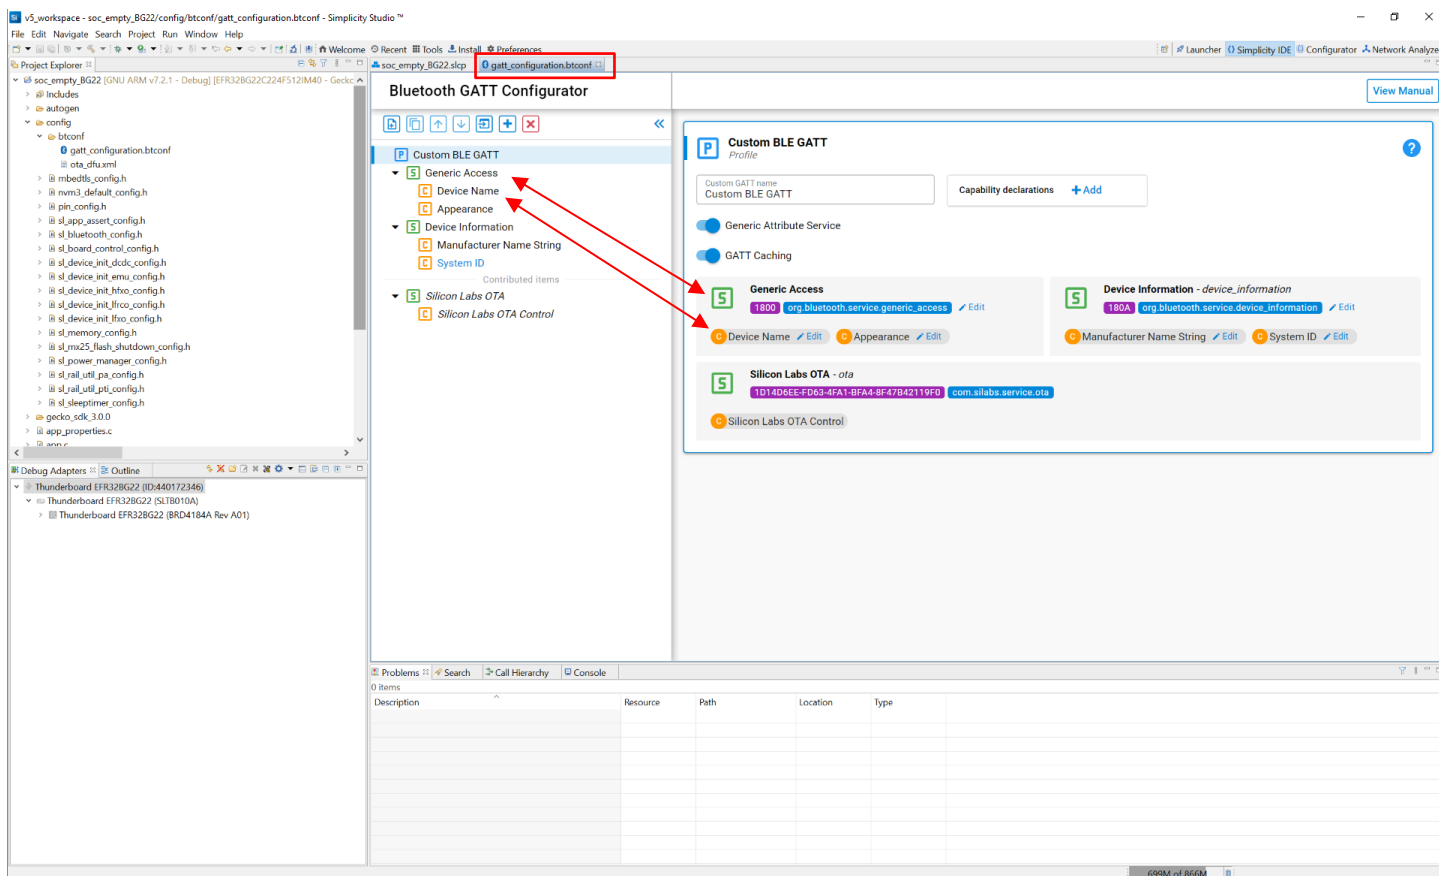 v5_workspace - soc_empty_BG22/config/btconf/gatt_configuration.btconf - Simplicity Studio ™
File Edit Navigate Search Project Run Window Help
Welcome Recent Tools Install Preferences
Launcher Simplicity IDE Configurator Network Analyze
Project Explorer
soc_empty_BG22 [GNU ARM v7.2.1 - Debug] [EFR32BG22C224F512IM40 - Gecko
Includes
autogen
config
btconf
gatt_configuration.btconf
ota_dfu.xml
mbedtls_config.h
nvm3_default_config.h
pin_config.h
sl_app_assert_config.h
sl_bluetooth_config.h
sl_board_control_config.h
sl_device_init_dcdc_config.h
sl_device_init_emu_config.h
sl_device_init_hfxo_config.h
sl_device_init_lfrco_config.h
sl_device_init_lfxo_config.h
sl_memory_config.h
sl_mx25_flash_shutdown_config.h
sl_power_manager_config.h
sl_rail_util_pa_config.h
sl_rail_util_pti_config.h
sl_sleeptimer_config.h
gecko_sdk_3.0.0
app_properties.c
app.c
Debug Adapters Outline
Thunderboard EFR32BG22 (ID:440172346)
Thunderboard EFR32BG22 (SLTB010A)
Thunderboard EFR32BG22 (BRD4184A Rev A01)
soc_empty_BG22.slcp gatt_configuration.btconf
Bluetooth GATT Configurator
View Manual
P Custom BLE GATT
S Generic Access
C Device Name
C Appearance
S Device Information
C Manufacturer Name String
C System ID
Contributed items
S Silicon Labs OTA
C Silicon Labs OTA Control
P Custom BLE GATT
Profile
?
Custom GATT name
Custom BLE GATT
Capability declarations + Add
Generic Attribute Service
GATT Caching
S Generic Access
1800 org.bluetooth.service.generic_access Edit
C Device Name Edit C Appearance Edit
S Device Information - device_information
180A org.bluetooth.service.device_information Edit
C Manufacturer Name String Edit C System ID Edit
S Silicon Labs OTA - ota
1D14D6EE-FD63-4FA1-BFA4-8F47B42119F0 com.silabs.service.ota
C Silicon Labs OTA Control
Problems Search Call Hierarchy Console
0 items
Description Resource Path Location Type
699M of 866M